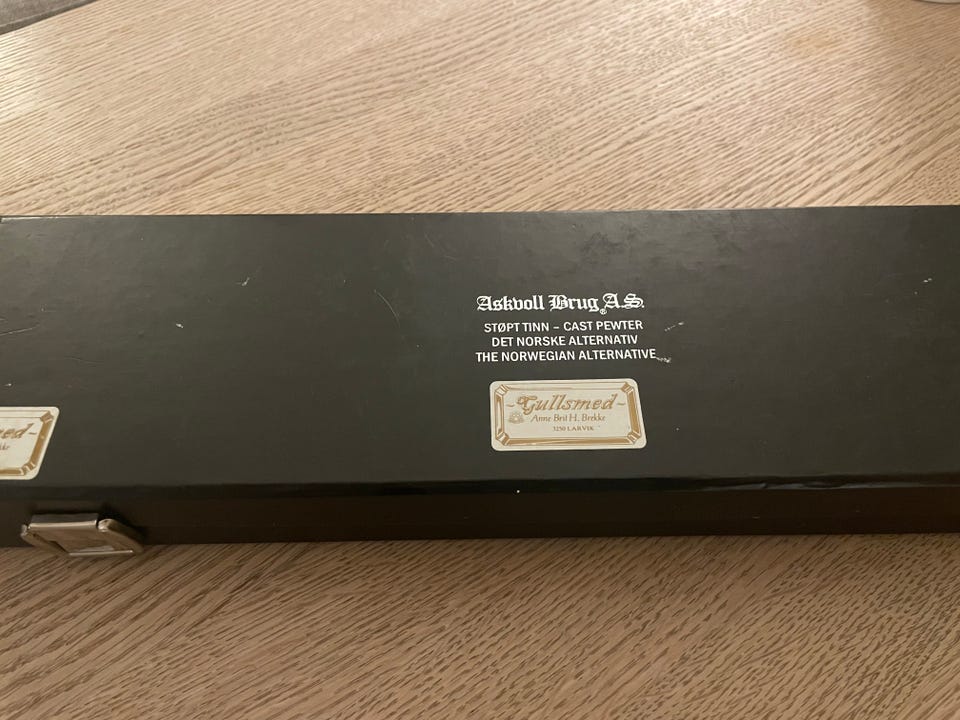 Askvoll Brug A.S.
®
STØPT TINN – CAST PEWTER
DET NORSKE ALTERNATIV
THE NORWEGIAN ALTERNATIVE
~Gullsmed~
Anne Brit H. Brekke
3250 LARVIK